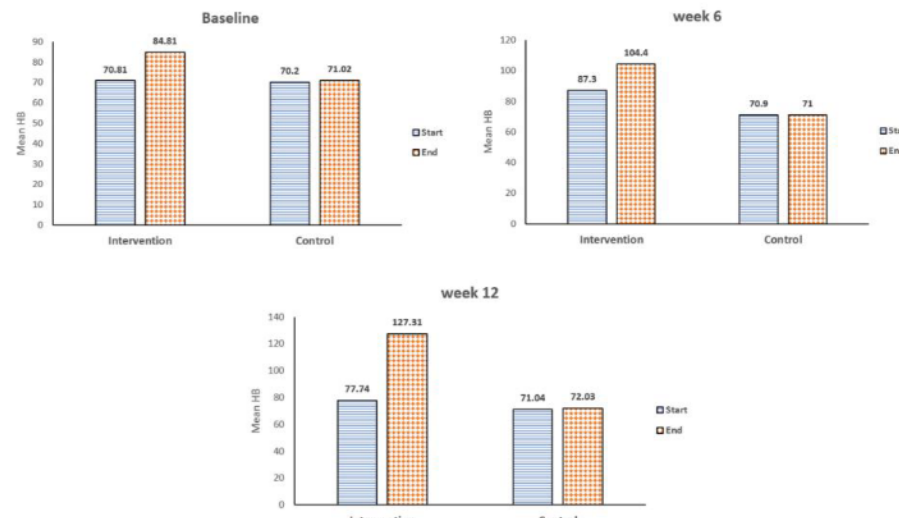 Baseline
Mean HB
90
80
70
60
50
40
30
20
10
0
70.81
84.81
70.2
71.02
Intervention
Control
Start
End
week 6
Mean HB
120
100
80
60
40
20
0
87.3
104.4
70.9
71
Intervention
Control
week 12
Mean HB
140
120
100
80
60
40
20
0
77.74
127.31
71.04
72.03
Start
End